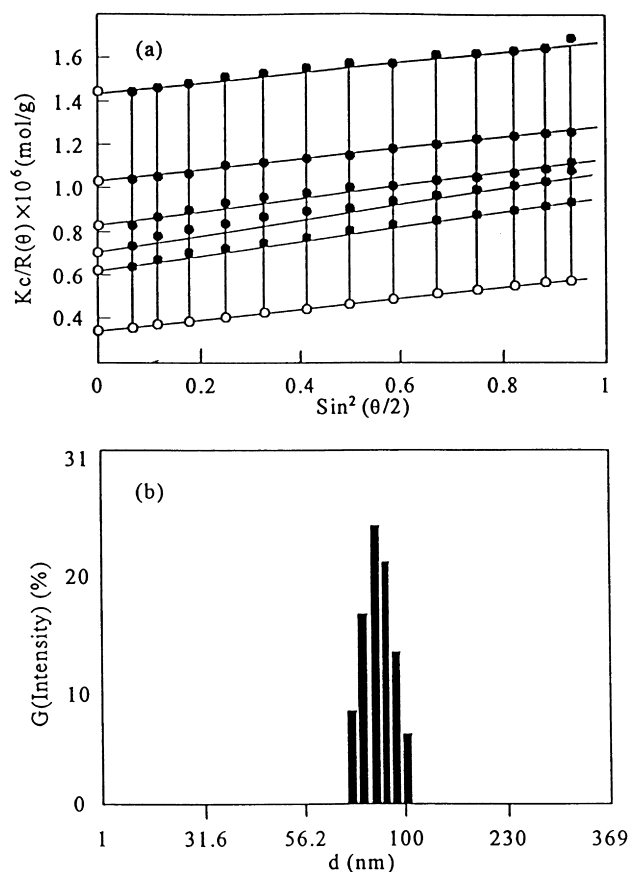 (a)
Kc/R(θ)×10⁶(mol/g)
1.6
1.4
1.2
1.0
0.8
0.6
0.4
0 0.2 0.4 0.6 0.8 1
Sin² (θ/2)
(b)
G(Intensity) (%)
31
20
10
0
1 31.6 56.2 100 230 369
d (nm)